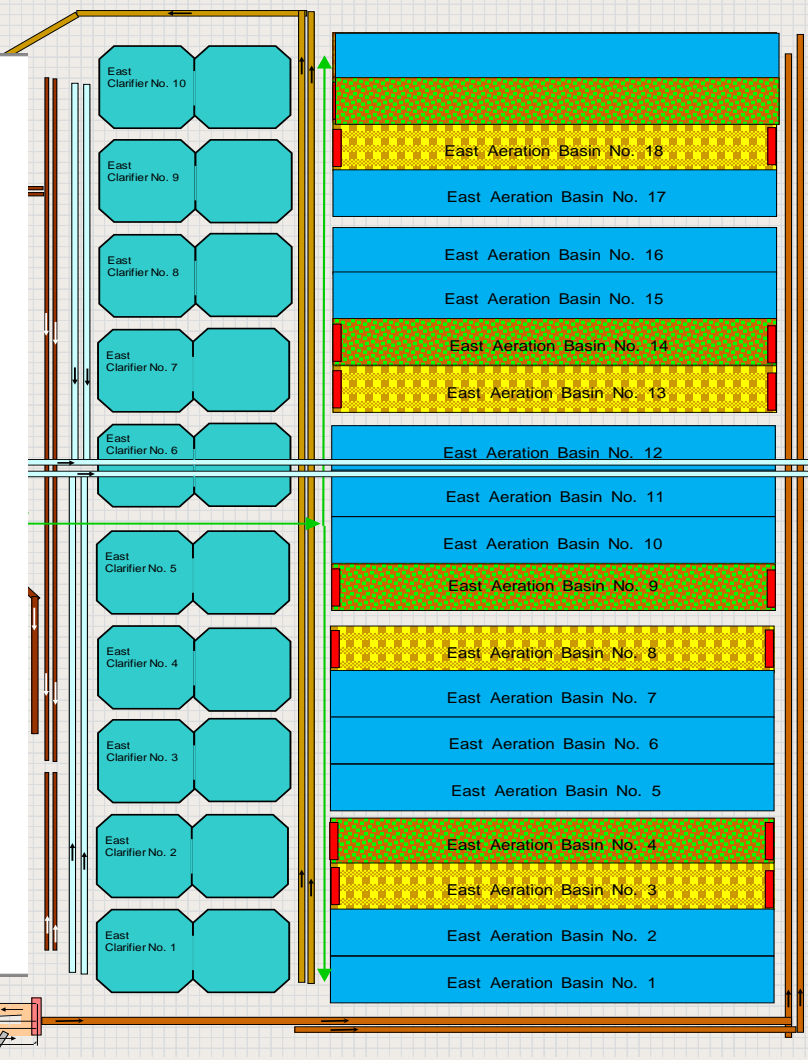 East
Clarifier No. 10
East
Clarifier No. 9
East
Clarifier No. 8
East
Clarifier No. 7
East
Clarifier No. 6
East
Clarifier No. 5
East
Clarifier No. 4
East
Clarifier No. 3
East
Clarifier No. 2
East
Clarifier No. 1
East Aeration Basin No. 18
East Aeration Basin No. 17
East Aeration Basin No. 16
East Aeration Basin No. 15
East Aeration Basin No. 14
East Aeration Basin No. 13
East Aeration Basin No. 12
East Aeration Basin No. 11
East Aeration Basin No. 10
East Aeration Basin No. 9
East Aeration Basin No. 8
East Aeration Basin No. 7
East Aeration Basin No. 6
East Aeration Basin No. 5
East Aeration Basin No. 4
East Aeration Basin No. 3
East Aeration Basin No. 2
East Aeration Basin No. 1